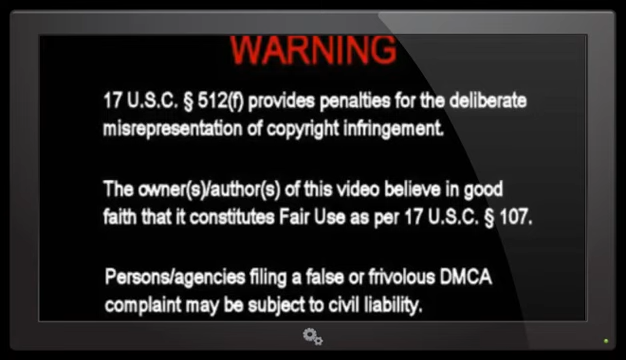 WARNING
17 U.S.C. § 512(f) provides penalties for the deliberate
misrepresentation of copyright infringement.
The owner(s)/author(s) of this video believe in good
faith that it constitutes Fair Use as per 17 U.S.C. § 107.
Persons/agencies filing a false or frivolous DMCA
complaint may be subject to civil liability.